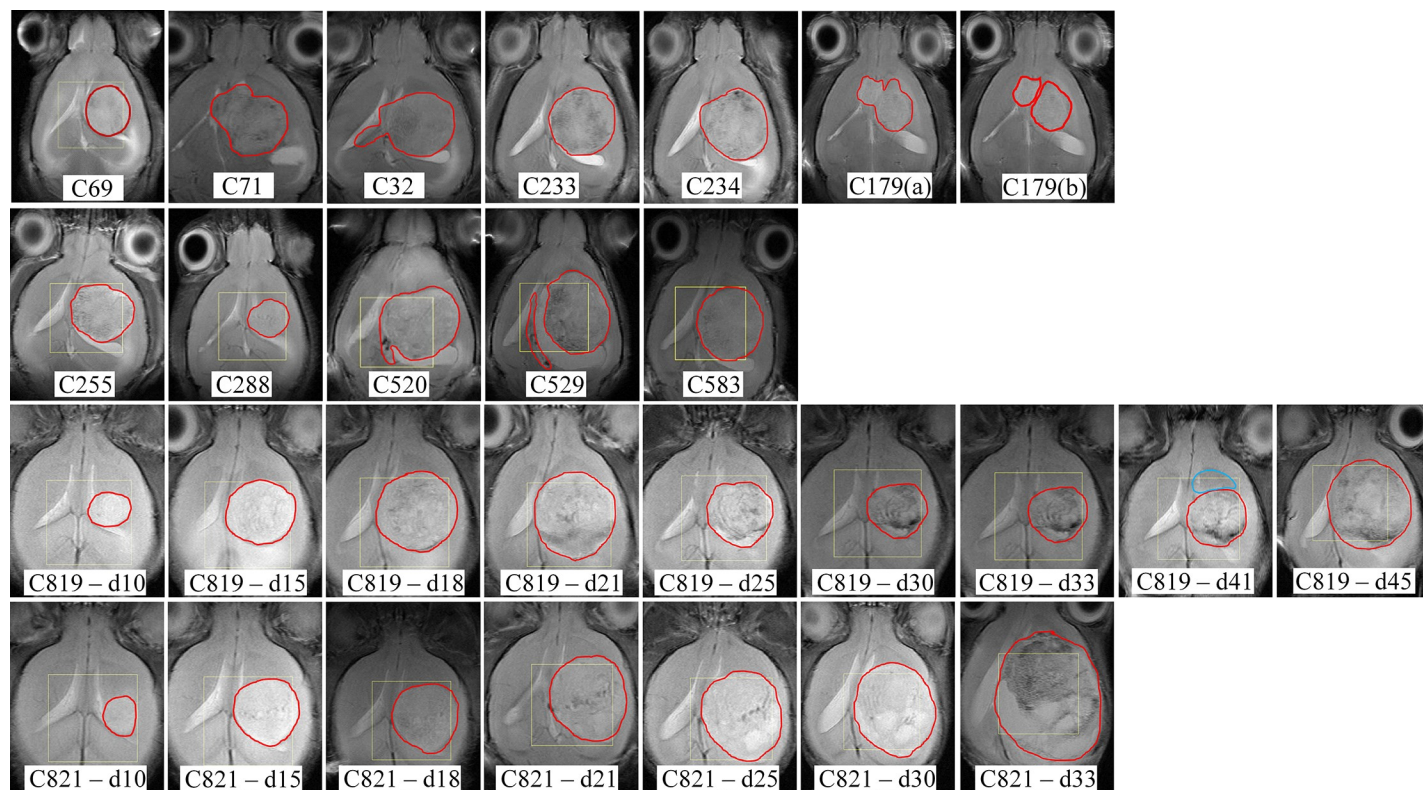 C69 C71 C32 C233 C234 C179(a) C179(b)
C255 C288 C520 C529 C583
C819 – d10 C819 – d15 C819 – d18 C819 – d21 C819 – d25 C819 – d30 C819 – d33 C819 – d41 C819 – d45
C821 – d10 C821 – d15 C821 – d18 C821 – d21 C821 – d25 C821 – d30 C821 – d33